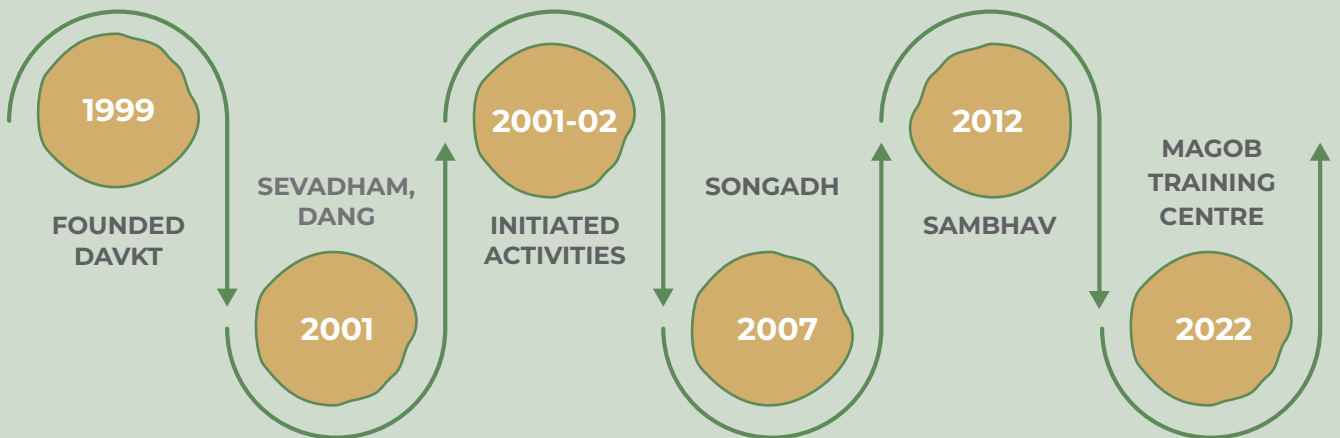 1999
FOUNDED
DAVKT
SEVADHAM,
DANG
2001
2001-02
INITIATED
ACTIVITIES
SONGADH
2007
2012
SAMBHAV
MAGOB
TRAINING
CENTRE
2022